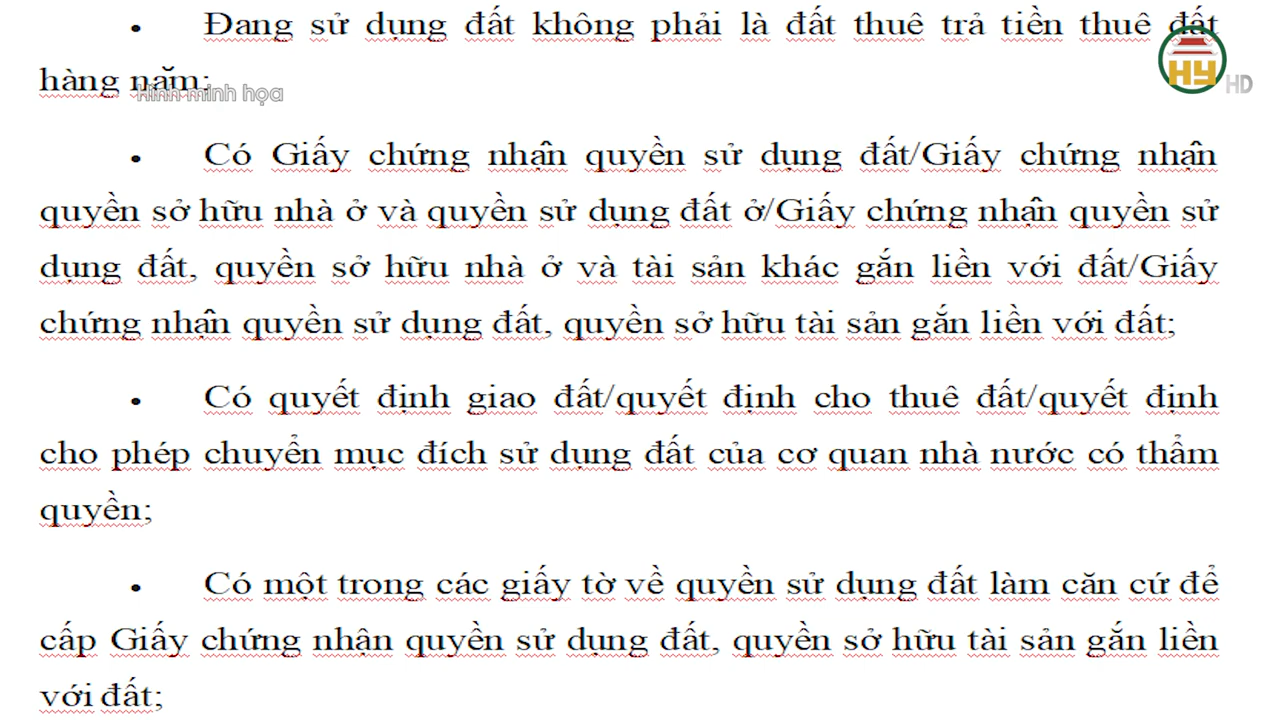 • Đang sử dụng đất không phải là đất thuê trả tiền thuê đất
hàng năm;
Hình minh họa
HY HD
• Có Giấy chứng nhận quyền sử dụng đất/Giấy chứng nhận
quyền sở hữu nhà ở và quyền sử dụng đất ở/Giấy chứng nhận quyền sử
dụng đất, quyền sở hữu nhà ở và tài sản khác gắn liền với đất/Giấy
chứng nhận quyền sử dụng đất, quyền sở hữu tài sản gắn liền với đất;
• Có quyết định giao đất/quyết định cho thuê đất/quyết định
cho phép chuyển mục đích sử dụng đất của cơ quan nhà nước có thẩm
quyền;
• Có một trong các giấy tờ về quyền sử dụng đất làm căn cứ để
cấp Giấy chứng nhận quyền sử dụng đất, quyền sở hữu tài sản gắn liền
với đất;